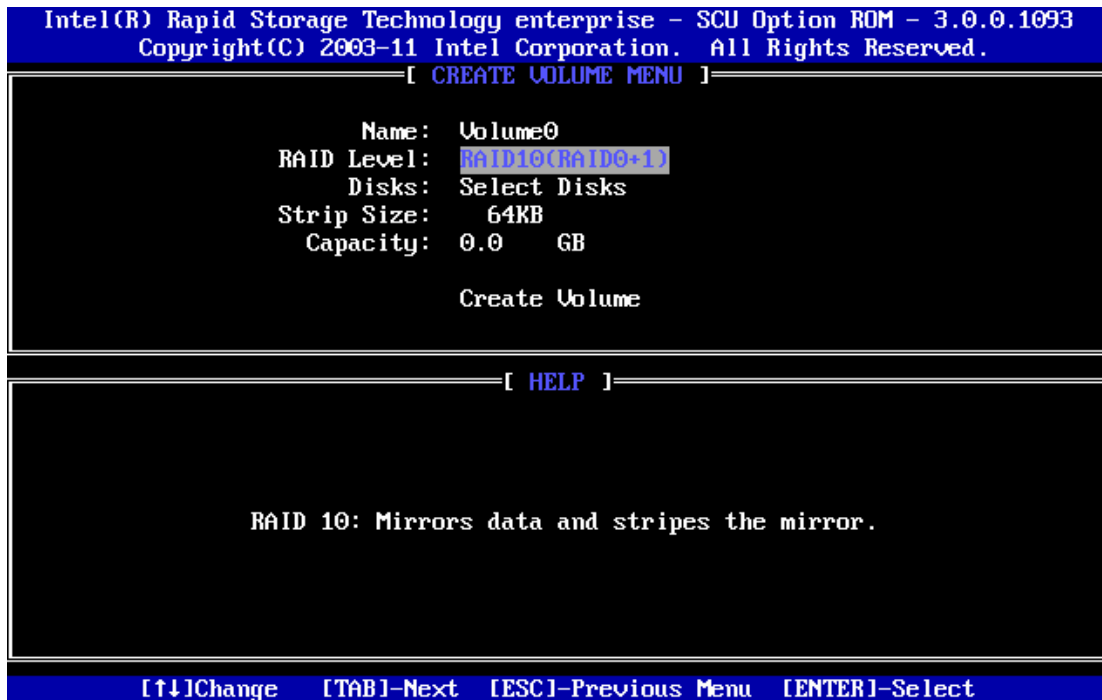 Intel(R) Rapid Storage Technology enterprise - SCU Option ROM - 3.0.0.1093
Copyright(C) 2003-11 Intel Corporation.  All Rights Reserved.
[ CREATE VOLUME MENU ]
Name: Volume0
RAID Level: RAID10(RAID0+1)
Disks: Select Disks
Strip Size: 64KB
Capacity: 0.0 GB
Create Volume
[ HELP ]
RAID 10: Mirrors data and stripes the mirror.
[↑↓]Change [TAB]-Next [ESC]-Previous Menu [ENTER]-Select